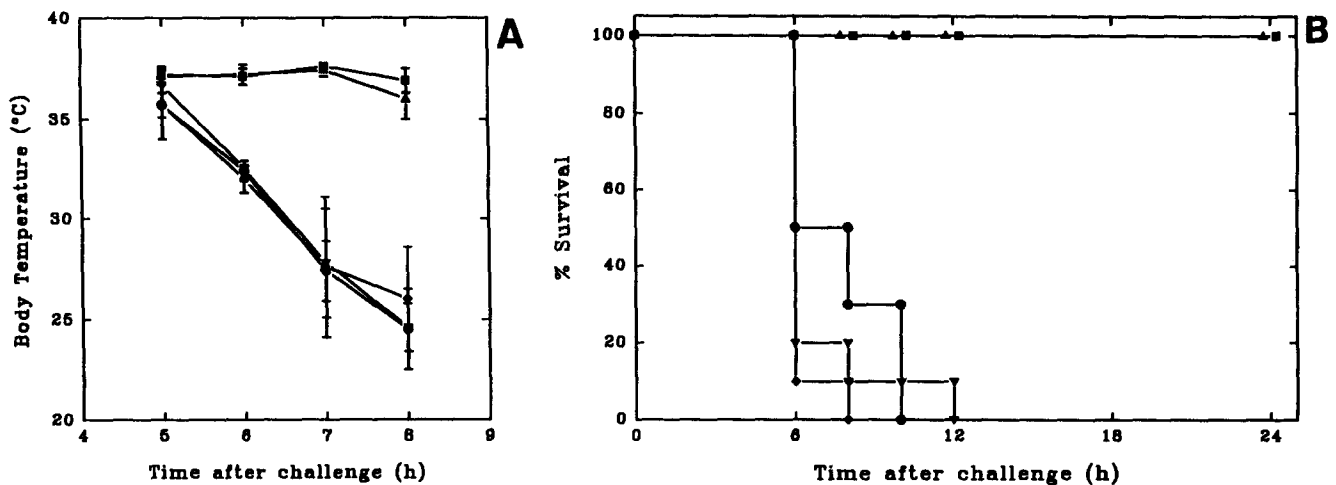 A
40
35
30
25
20
Body Temperature (°C)
4 5 6 7 8 9
Time after challenge (h)
B
100
80
60
40
20
0
% Survival
0 6 12 18 24
Time after challenge (h)